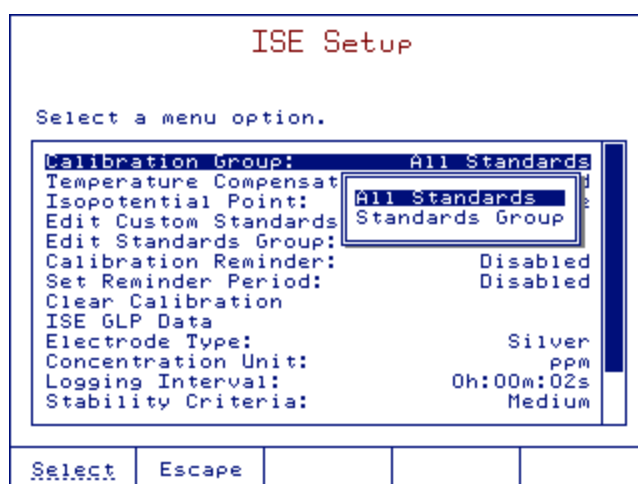 ISE Setup
Select a menu option.
Calibration Group: All Standards
Temperature Compensat
Isopotential Point:
All Standards
Edit Custom Standards
Standards Group
Edit Standards Group:
Calibration Reminder: Disabled
Set Reminder Period: Disabled
Clear Calibration
ISE GLP Data
Electrode Type: Silver
Concentration Unit: ppm
Logging Interval: 0h:00m:02s
Stability Criteria: Medium
Select Escape